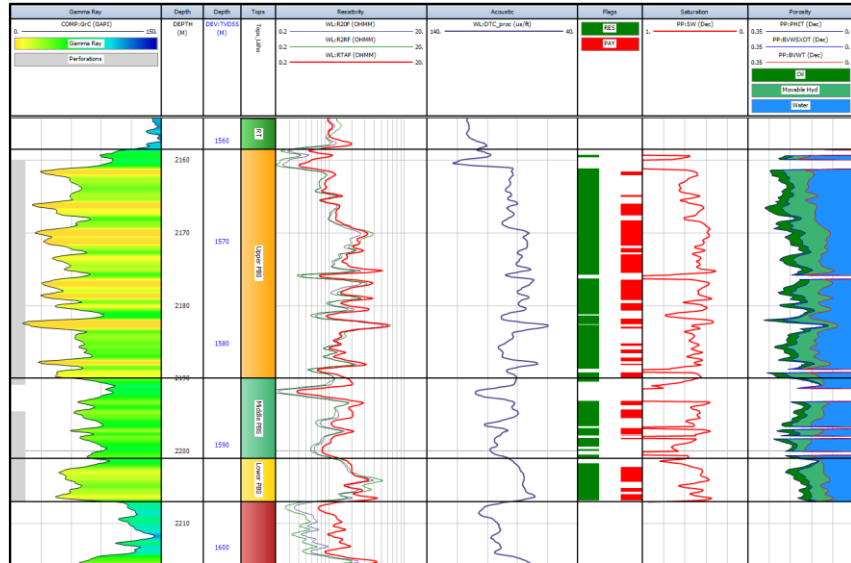 Gamma Ray
Depth
Depth
Tops
Resistivity
Acoustic
Flags
Saturation
Porosity
COMP:GrC (GAPI)
0. 150.
Gamma Ray
Perforations
DEPTH
(M)
DEV:TVDSS
(M)
Tops_Litho
WL:R20F (OHMM)
0.2 20.
WL:R2RF (OHMM)
0.2 20.
WL:RTAF (OHMM)
0.2 20.
WL:DTC_proc (us/ft)
140. 40.
RES
PAY
PP:SW (Dec)
1. 0.
PP:PHIT (Dec)
0.35 0.
PP:BVWSXOT (Dec)
0.35 0.
PP:BVWT (Dec)
0.35 0.
Oil
Movable Hyd
Water
RT
1560
2160
Upper PBS
2170
1570
2180
1580
2190
Middle PBS
1590
2200
Lower PBS
2210
1600